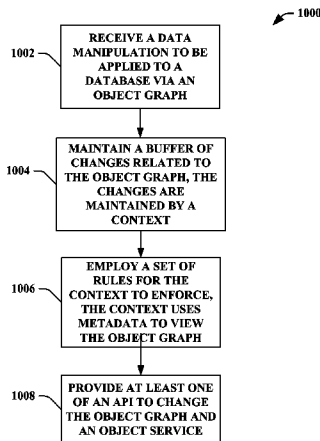 1000
1002
RECEIVE A DATA
MANIPULATION TO BE
APPLIED TO A
DATABASE VIA AN
OBJECT GRAPH
1004
MAINTAIN A BUFFER OF
CHANGES RELATED TO
THE OBJECT GRAPH, THE
CHANGES ARE
MAINTAINED BY A
CONTEXT
1006
EMPLOY A SET OF
RULES FOR THE
CONTEXT TO ENFORCE,
THE CONTEXT USES
METADATA TO VIEW
THE OBJECT GRAPH
1008
PROVIDE AT LEAST ONE
OF AN API TO CHANGE
THE OBJECT GRAPH AND
AN OBJECT SERVICE